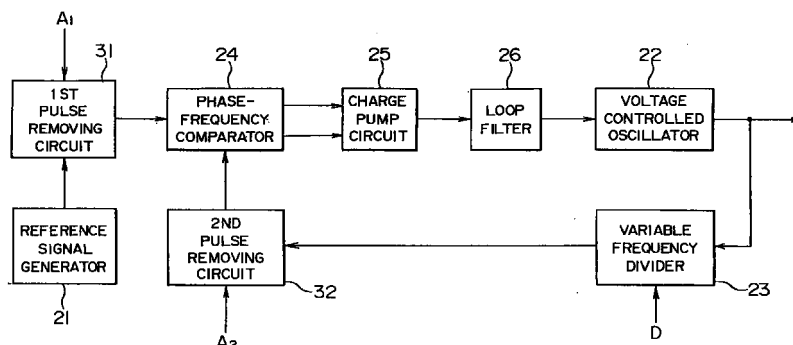 A1
31
1ST
PULSE
REMOVING
CIRCUIT
24
PHASE-
FREQUENCY
COMPARATOR
25
CHARGE
PUMP
CIRCUIT
26
LOOP
FILTER
22
VOLTAGE
CONTROLLED
OSCILLATOR
REFERENCE
SIGNAL
GENERATOR
21
2ND
PULSE
REMOVING
CIRCUIT
32
A2
VARIABLE
FREQUENCY
DIVIDER
23
D